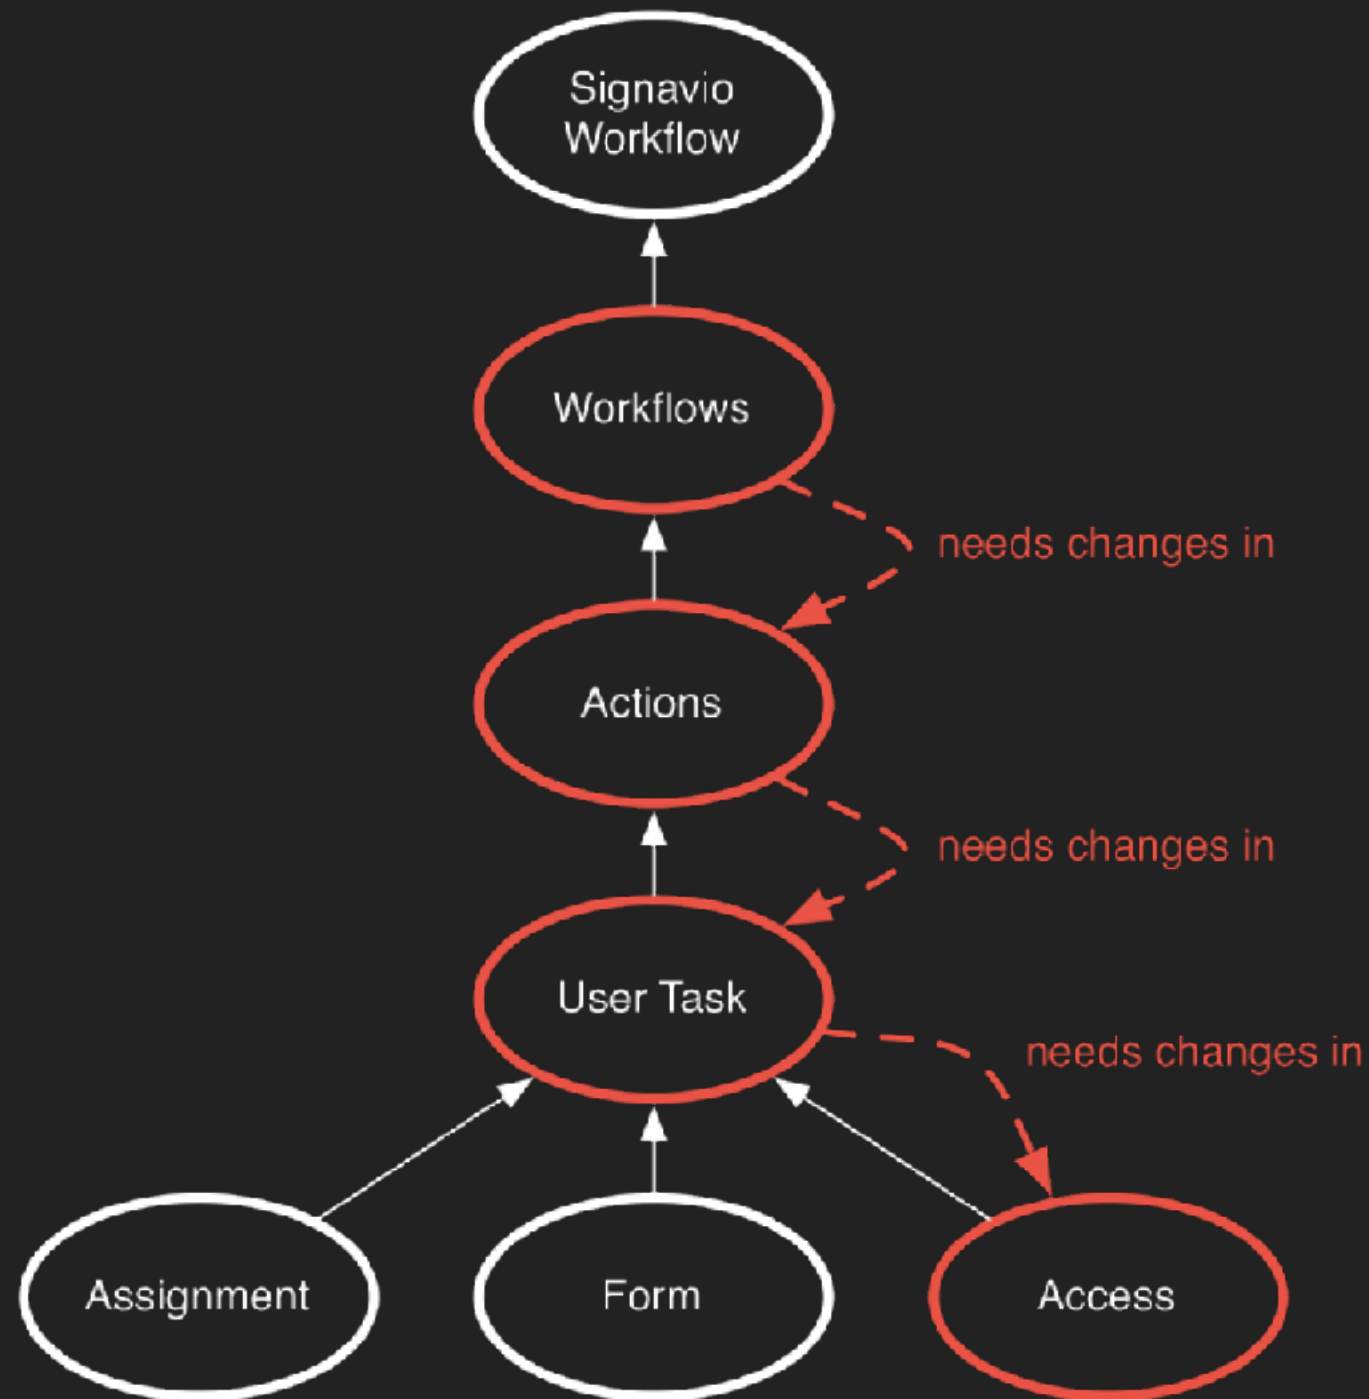 Signavio
Workflow
Workflows
needs changes in
Actions
needs changes in
User Task
needs changes in
Assignment
Form
Access